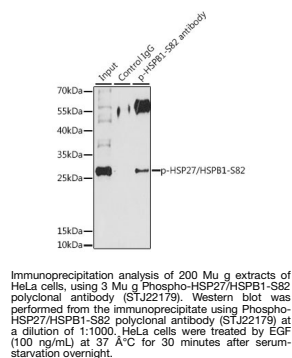 Input
Control IgG
p-HSPB1-S82 antibody
70kDa
55kDa
40kDa
35kDa
25kDa
15kDa
10kDa
p-HSP27/HSPB1-S82
Immunoprecipitation analysis of 200 Mu g extracts of
HeLa cells, using 3 Mu g Phospho-HSP27/HSPB1-S82
polyclonal antibody (STJ22179). Western blot was
performed from the immunoprecipitate using Phospho-
HSP27/HSPB1-S82 polyclonal antibody (STJ22179) at
a dilution of 1:1000. HeLa cells were treated by EGF
(100 ng/mL) at 37 Â°C for 30 minutes after serum-
starvation overnight.